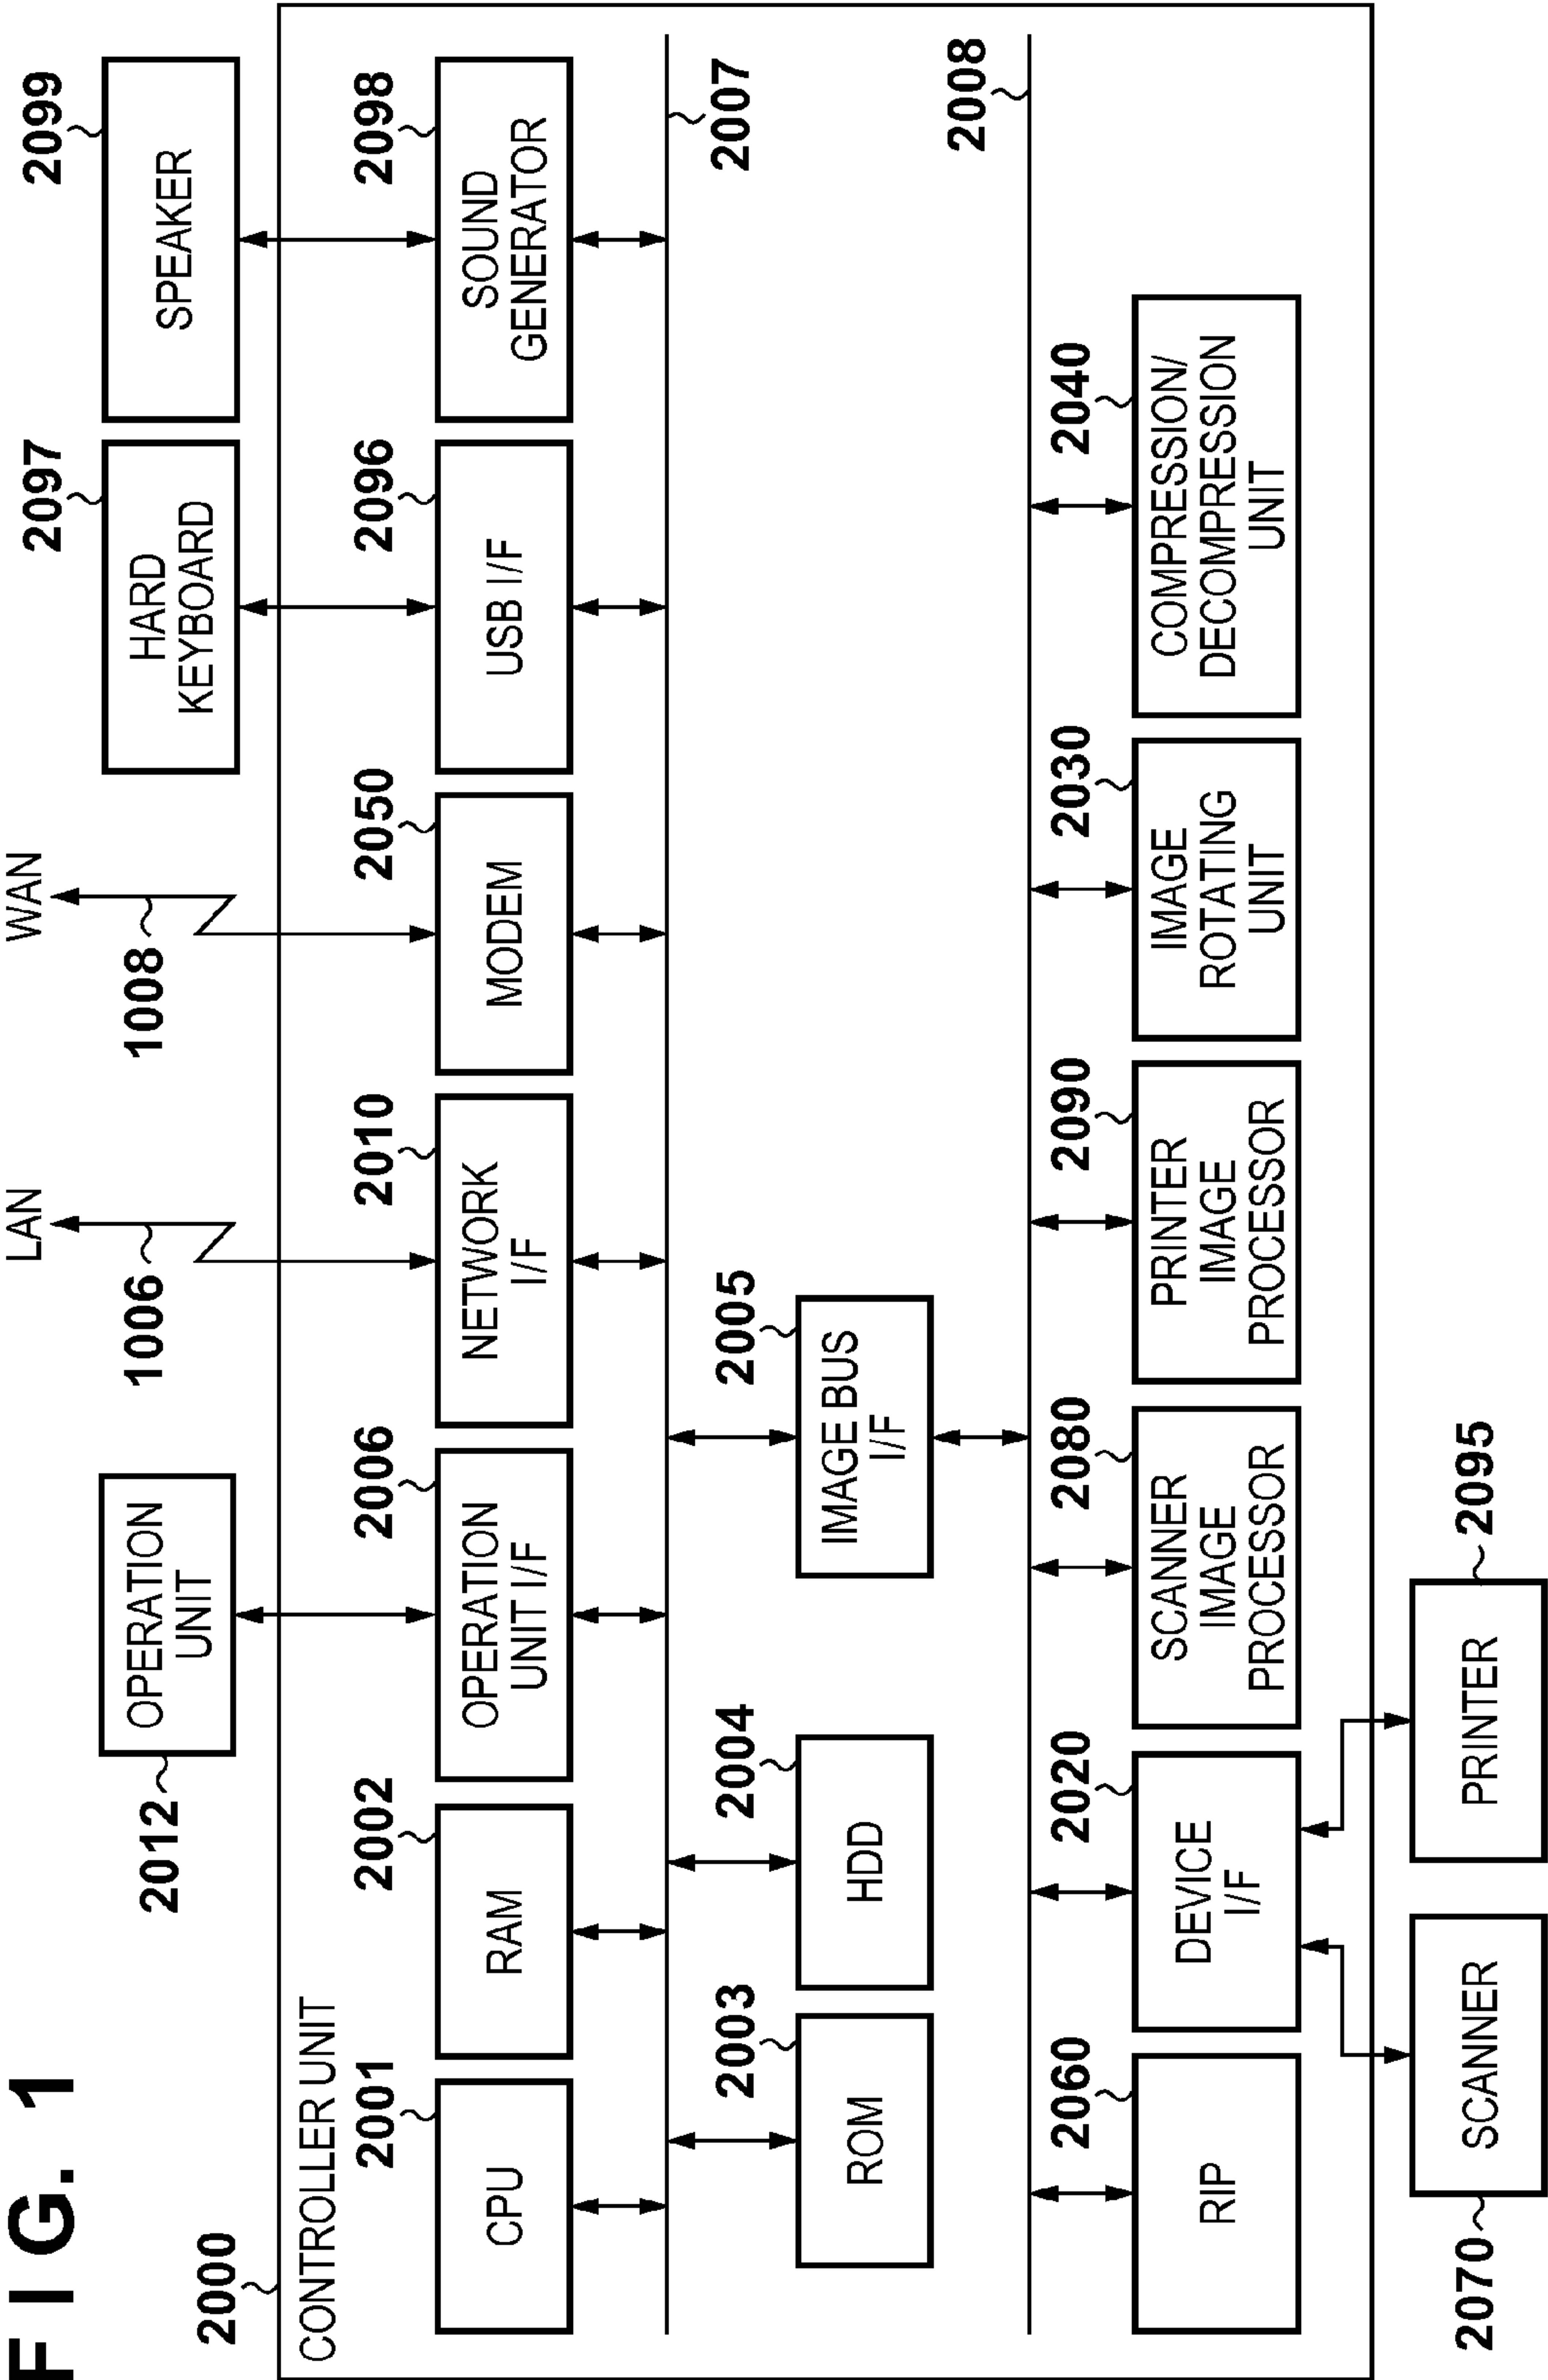 FIG. 1
LAN
WAN
2012
OPERATION
UNIT
1006
1008
2097
HARD
KEYBOARD
2099
SPEAKER
2000
CONTROLLER UNIT
2001
CPU
2002
RAM
2006
OPERATION
UNIT I/F
2010
NETWORK
I/F
2050
MODEM
2096
USB I/F
2098
SOUND
GENERATOR
2007
2003
ROM
2004
HDD
2005
IMAGE BUS
I/F
2008
2060
RIP
2020
DEVICE
I/F
2080
SCANNER
IMAGE
PROCESSOR
2090
PRINTER
IMAGE
PROCESSOR
2030
IMAGE
ROTATING
UNIT
2040
COMPRESSION/
DECOMPRESSION
UNIT
2070
SCANNER
PRINTER
2095